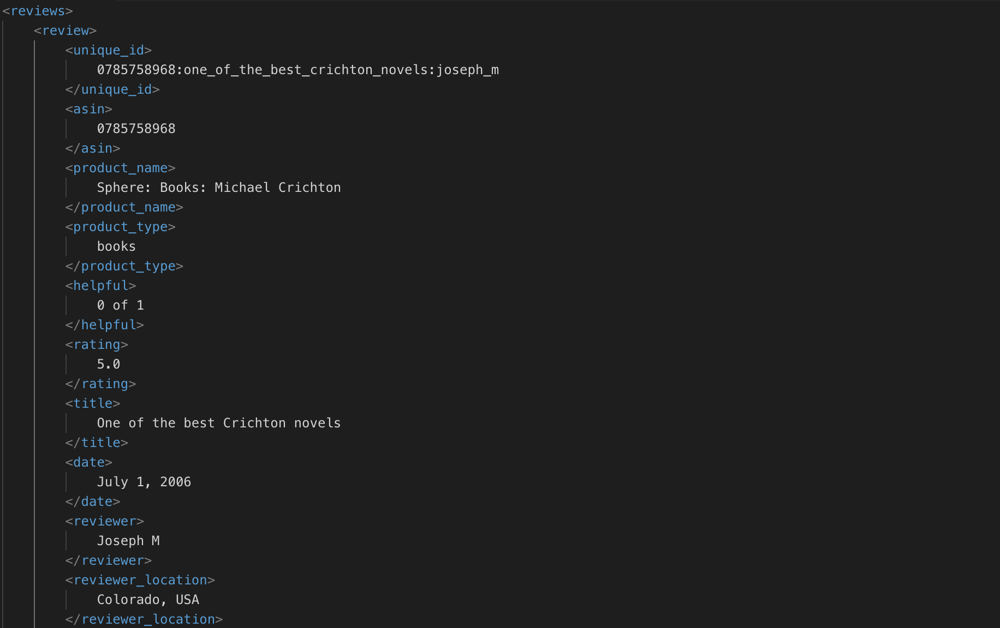 <reviews>
<review>
<unique_id>
0785758968:one_of_the_best_crichton_novels:joseph_m
</unique_id>
<asin>
0785758968
</asin>
<product_name>
Sphere: Books: Michael Crichton
</product_name>
<product_type>
books
</product_type>
<helpful>
0 of 1
</helpful>
<rating>
5.0
</rating>
<title>
One of the best Crichton novels
</title>
<date>
July 1, 2006
</date>
<reviewer>
Joseph M
</reviewer>
<reviewer_location>
Colorado, USA
</reviewer_location>